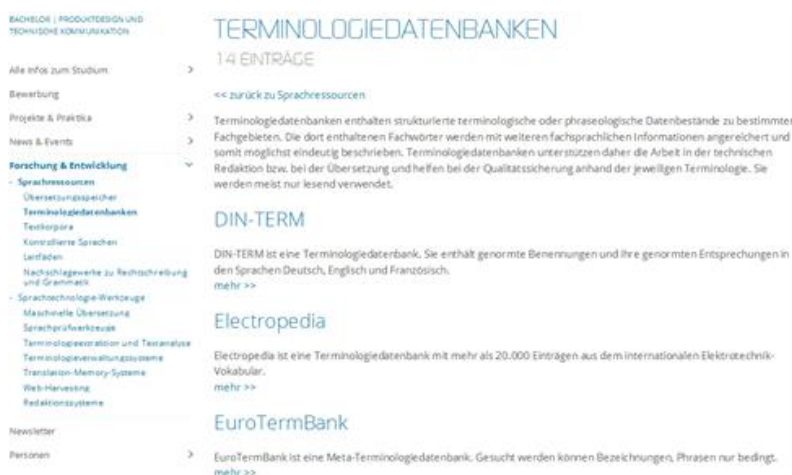 BACHELOR | PRODUKTDESIGN UND
TECHNISCHE KOMMUNIKATION
Alle Infos zum Studium
Bewerbung
Projekte & Praktika
News & Events
Forschung & Entwicklung
- Sprachressourcen
Übersetzungsspeicher
Terminologiedatenbanken
Textkorpora
Kontrollierte Sprachen
Leitfäden
Nachschlagewerke zu Rechtschreibung
und Grammatik
- Sprachtechnologie-Werkzeuge
Maschinelle Übersetzung
Sprachprüfwerkzeuge
Terminologieextraktion und Textanalyse
Terminologieverwaltungssysteme
Translation-Memory-Systeme
Web-Harvesting
Redaktionssysteme
Newsletter
Personen
TERMINOLOGIEDATENBANKEN
14 EINTRÄGE
<< zurück zu Sprachressourcen
Terminologiedatenbanken enthalten strukturierte terminologische oder phraseologische Datenbestände zu bestimmten
Fachgebieten. Die dort enthaltenen Fachwörter werden mit weiteren fachsprachlichen Informationen angereichert und
somit möglichst eindeutig beschrieben. Terminologiedatenbanken unterstützen daher die Arbeit in der technischen
Redaktion bzw. bei der Übersetzung und helfen bei der Qualitätssicherung anhand der jeweiligen Terminologie. Sie
werden meist nur lesend verwendet.
DIN-TERM
DIN-TERM ist eine Terminologiedatenbank. Sie enthält genormte Benennungen und ihre genormten Entsprechungen in
den Sprachen Deutsch, Englisch und Französisch.
mehr >>
Electropedia
Electropedia ist eine Terminologiedatenbank mit mehr als 20.000 Einträgen aus dem internationalen Elektrotechnik-
Vokabular.
mehr >>
EuroTermBank
EuroTermBank ist eine Meta-Terminologiedatenbank. Gesucht werden können Bezeichnungen, Phrasen nur bedingt.
mehr >>